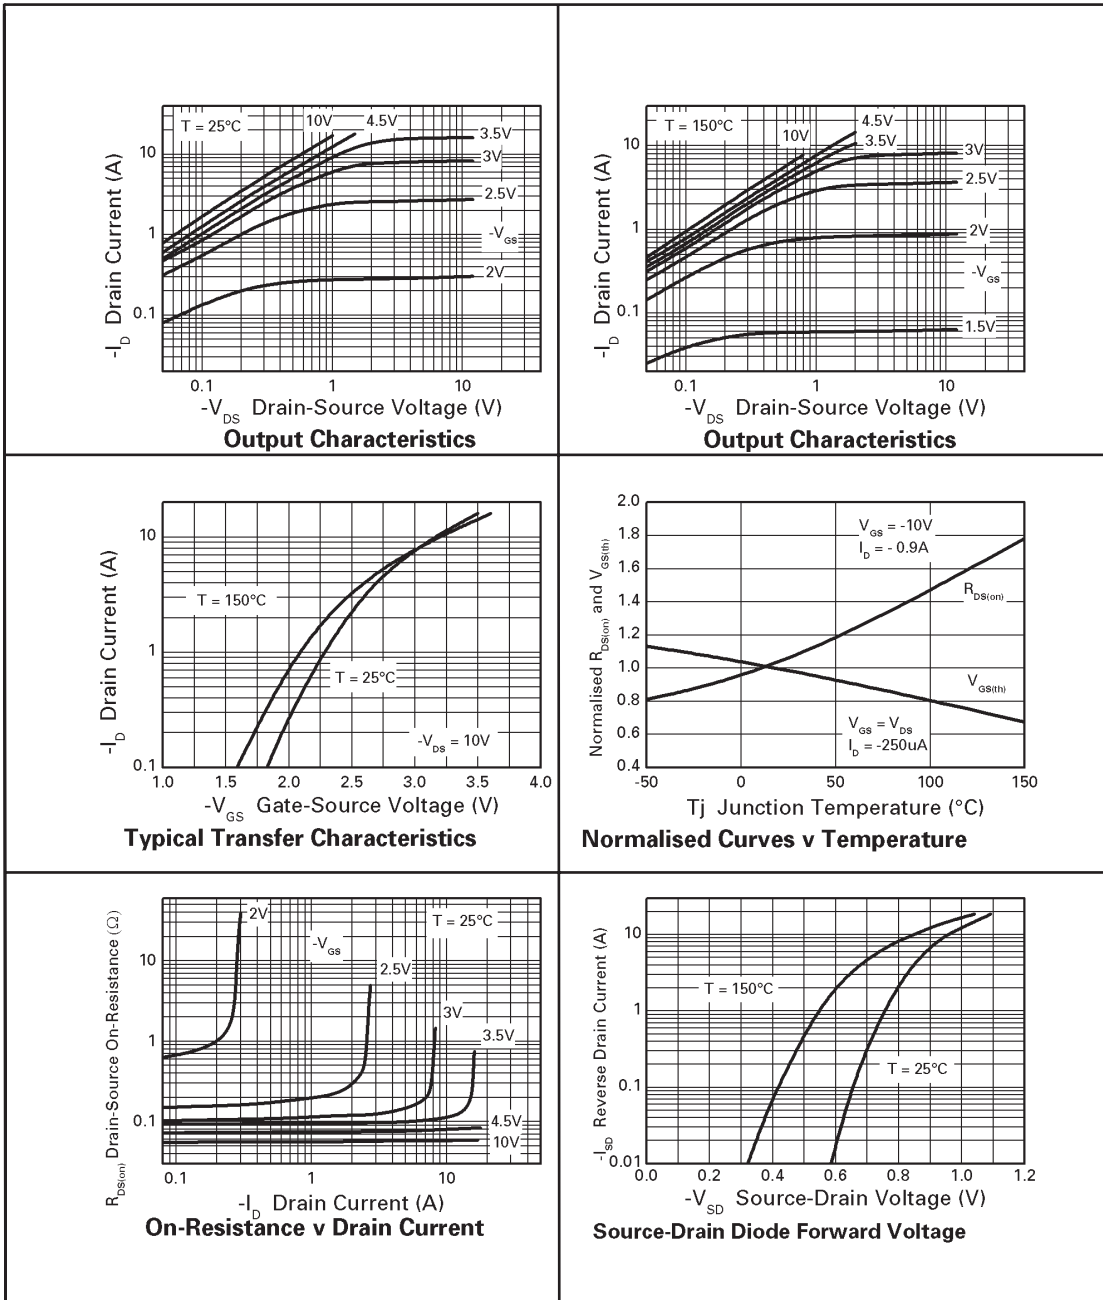 T = 25°C
10V
4.5V
3.5V
3V
2.5V
-VGS
2V
10
1
0.1
-ID Drain Current (A)
0.1
1
10
-VDS Drain-Source Voltage (V)
Output Characteristics
T = 150°C
10V
4.5V
3.5V
3V
2.5V
2V
-VGS
1.5V
10
1
0.1
-ID Drain Current (A)
0.1
1
10
-VDS Drain-Source Voltage (V)
Output Characteristics
10
1
0.1
-ID Drain Current (A)
T = 150°C
T = 25°C
-VDS = 10V
1.0
1.5
2.0
2.5
3.0
3.5
4.0
-VGS Gate-Source Voltage (V)
Typical Transfer Characteristics
2.0
1.8
1.6
1.4
1.2
1.0
0.8
0.6
0.4
Normalised RDS(on) and VGS(th)
VGS = -10V
ID = - 0.9A
RDS(on)
VGS(th)
VGS = VDS
ID = -250uA
-50
0
50
100
150
Tj Junction Temperature (°C)
Normalised Curves v Temperature
RDS(on) Drain-Source On-Resistance (Ω)
10
1
0.1
2V
T = 25°C
-VGS
2.5V
3V
3.5V
4.5V
10V
0.1
1
10
-ID Drain Current (A)
On-Resistance v Drain Current
-ISD Reverse Drain Current (A)
10
1
0.1
0.01
T = 150°C
T = 25°C
0.0
0.2
0.4
0.6
0.8
1.0
1.2
-VSD Source-Drain Voltage (V)
Source-Drain Diode Forward Voltage